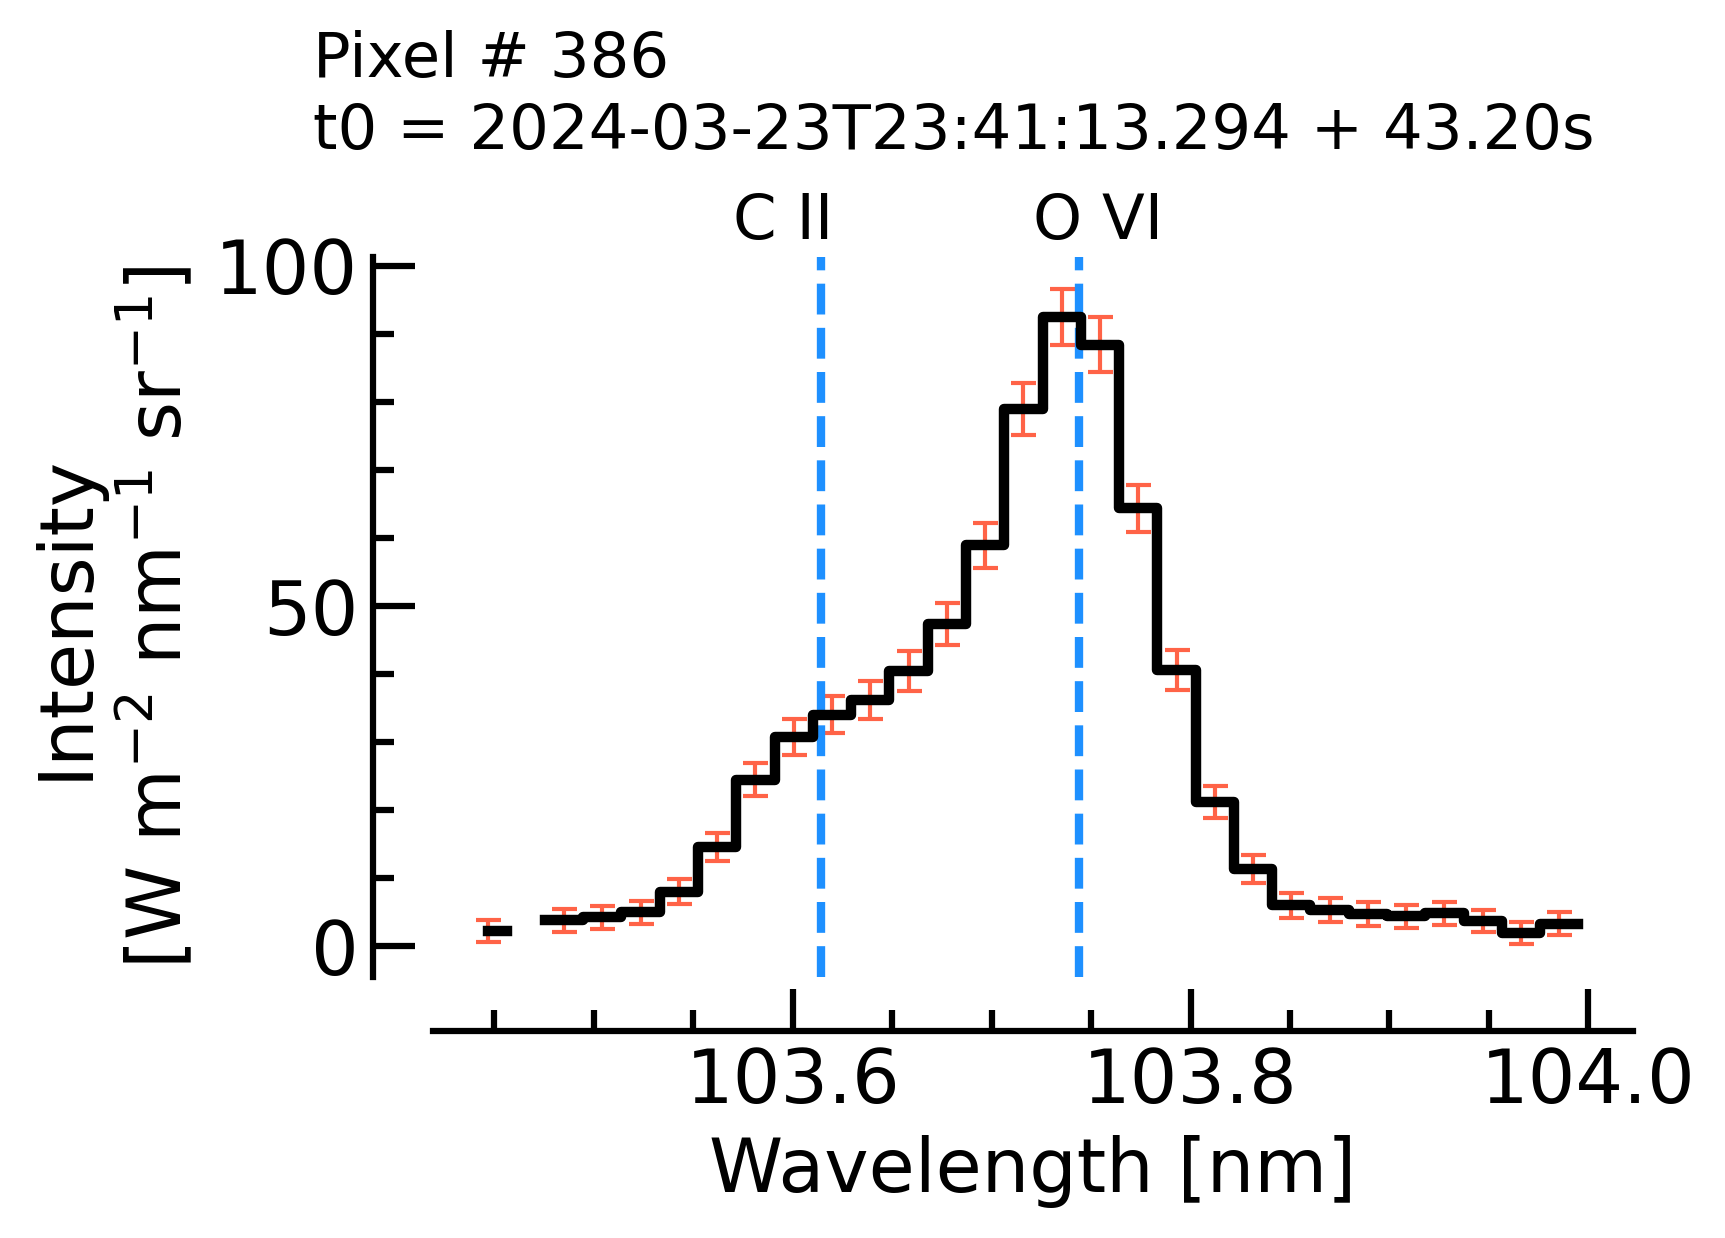 Pixel # 386
t0 = 2024-03-23T23:41:13.294 + 43.20s
C II O VI
Intensity
[W m⁻² nm⁻¹ sr⁻¹]
100
50
0
103.6 103.8 104.0
Wavelength [nm]